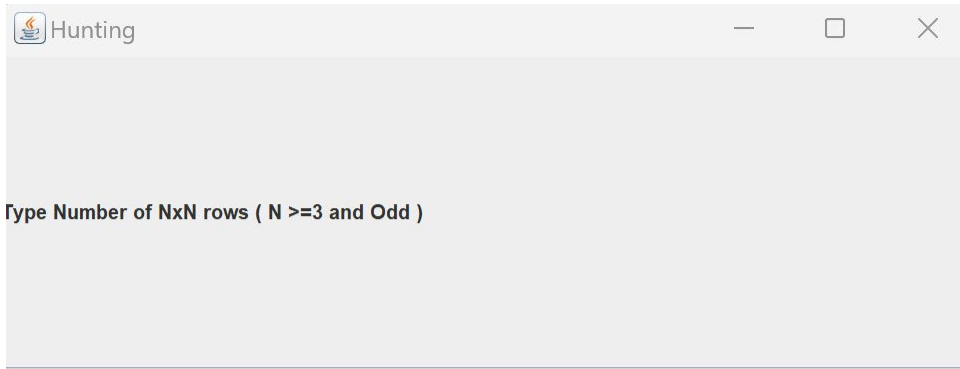 Hunting
Type Number of NxN rows ( N >=3 and Odd )